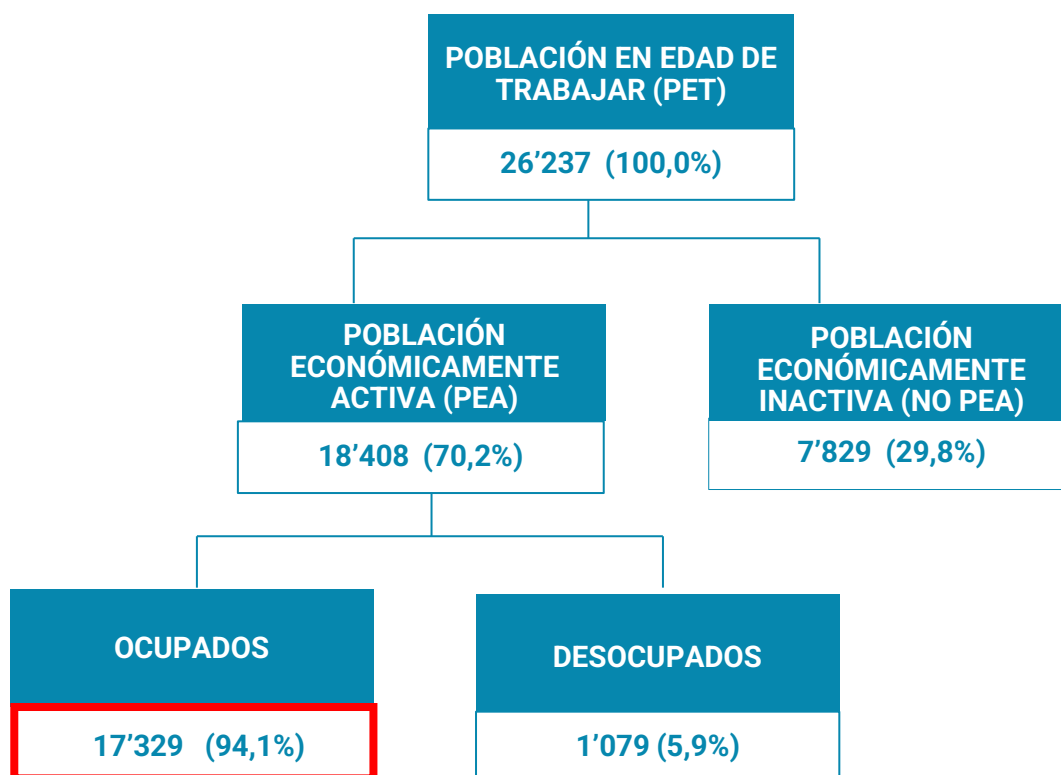 POBLACIÓN EN EDAD DE
TRABAJAR (PET)
26’237 (100,0%)
POBLACIÓN
ECONÓMICAMENTE
ACTIVA (PEA)
18’408 (70,2%)
POBLACIÓN
ECONÓMICAMENTE
INACTIVA (NO PEA)
7’829 (29,8%)
OCUPADOS
17’329 (94,1%)
DESOCUPADOS
1’079 (5,9%)